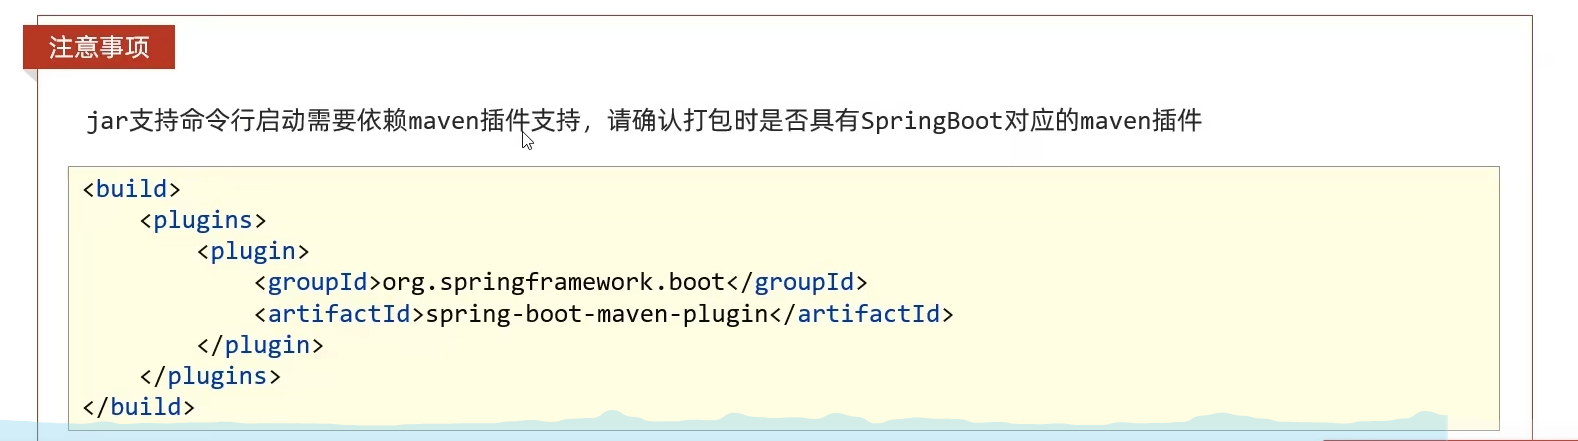 注意事项
jar支持命令行启动需要依赖maven插件支持，请确认打包时是否具有SpringBoot对应的maven插件
<build>
    <plugins>
        <plugin>
            <groupId>org.springframework.boot</groupId>
            <artifactId>spring-boot-maven-plugin</artifactId>
        </plugin>
    </plugins>
</build>